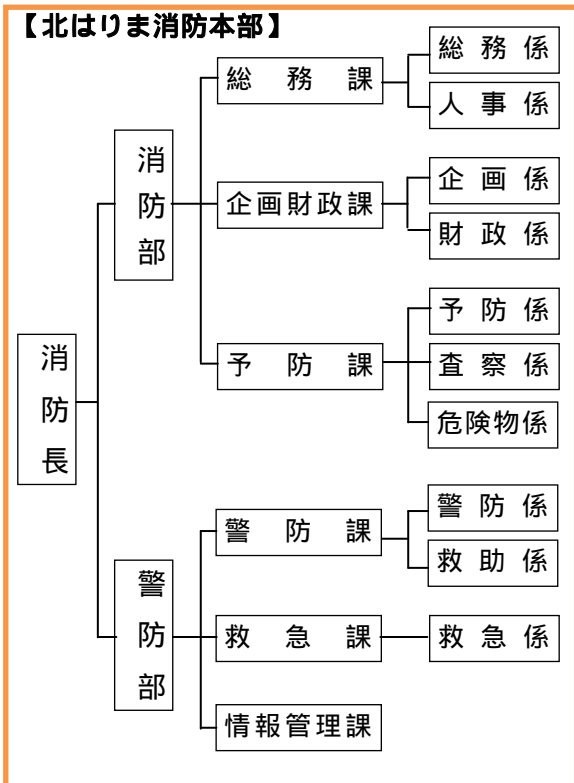 【北はりま消防本部】
消防長
消防部
総務課
総務係
人事係
企画財政課
企画係
財政係
予防課
予防係
査察係
危険物係
警防部
警防課
警防係
救助係
救急課
救急係
情報管理課